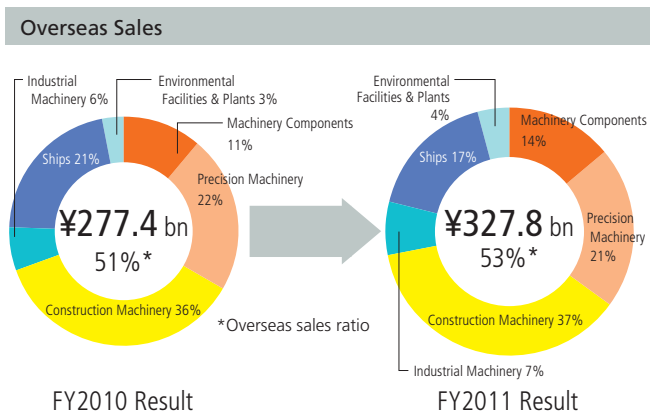 Overseas Sales
Industrial
Machinery 6%
Environmental
Facilities & Plants 3%
Machinery Components
11%
Ships 21%
Precision Machinery
22%
¥277.4 bn
51%*
Construction Machinery 36%
*Overseas sales ratio
FY2010 Result
Environmental
Facilities & Plants
4%
Machinery Components
14%
Ships 17%
Precision
Machinery
21%
¥327.8 bn
53%*
Construction Machinery 37%
Industrial Machinery 7%
FY2011 Result